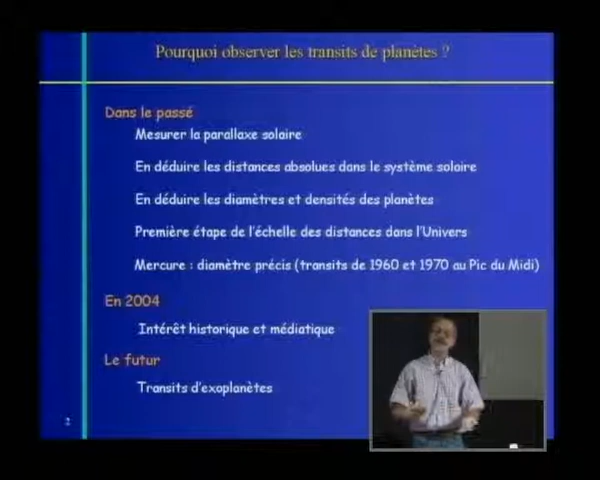 Pourquoi observer les transits de planètes ?
Dans le passé
Mesurer la parallaxe solaire
En déduire les distances absolues dans le système solaire
En déduire les diamètres et densités des planètes
Première étape de l'échelle des distances dans l'Univers
Mercure : diamètre précis (transits de 1960 et 1970 au Pic du Midi)
En 2004
Intérêt historique et médiatique
Le futur
Transits d'exoplanètes
2